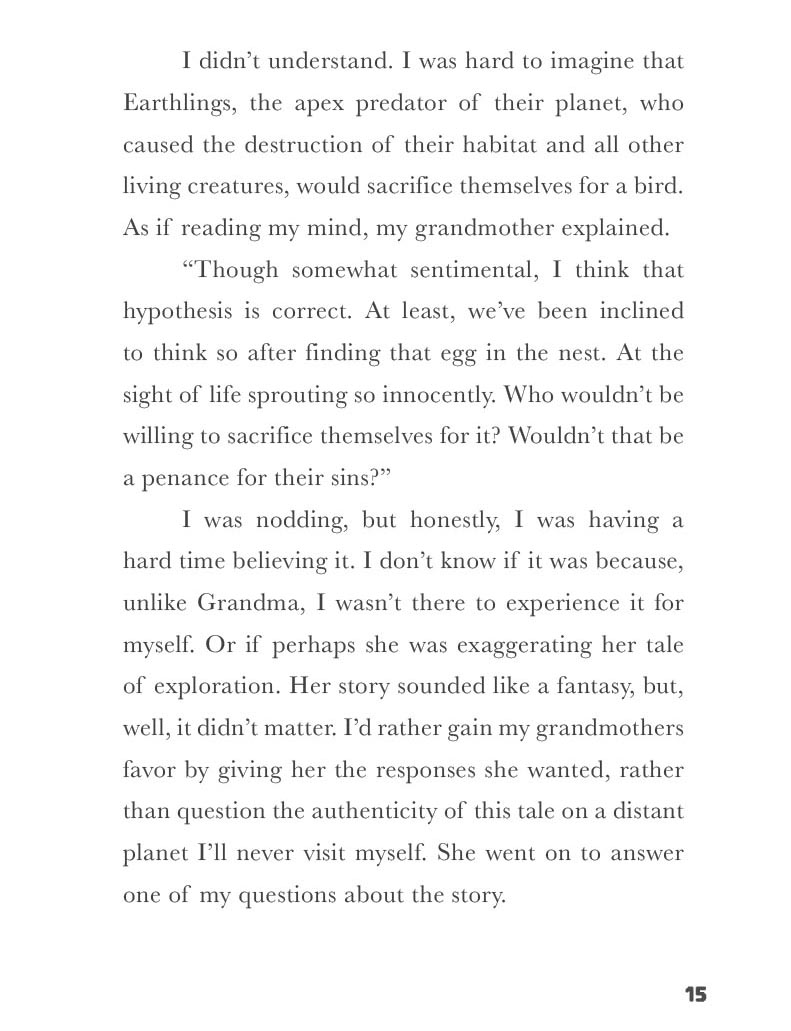 I didn’t understand. I was hard to imagine that
Earthlings, the apex predator of their planet, who
caused the destruction of their habitat and all other
living creatures, would sacrifice themselves for a bird.
As if reading my mind, my grandmother explained.
“Though somewhat sentimental, I think that
hypothesis is correct. At least, we’ve been inclined
to think so after finding that egg in the nest. At the
sight of life sprouting so innocently. Who wouldn’t be
willing to sacrifice themselves for it? Wouldn’t that be
a penance for their sins?”
I was nodding, but honestly, I was having a
hard time believing it. I don’t know if it was because,
unlike Grandma, I wasn’t there to experience it for
myself. Or if perhaps she was exaggerating her tale
of exploration. Her story sounded like a fantasy, but,
well, it didn’t matter. I’d rather gain my grandmothers
favor by giving her the responses she wanted, rather
than question the authenticity of this tale on a distant
planet I’ll never visit myself. She went on to answer
one of my questions about the story.
15